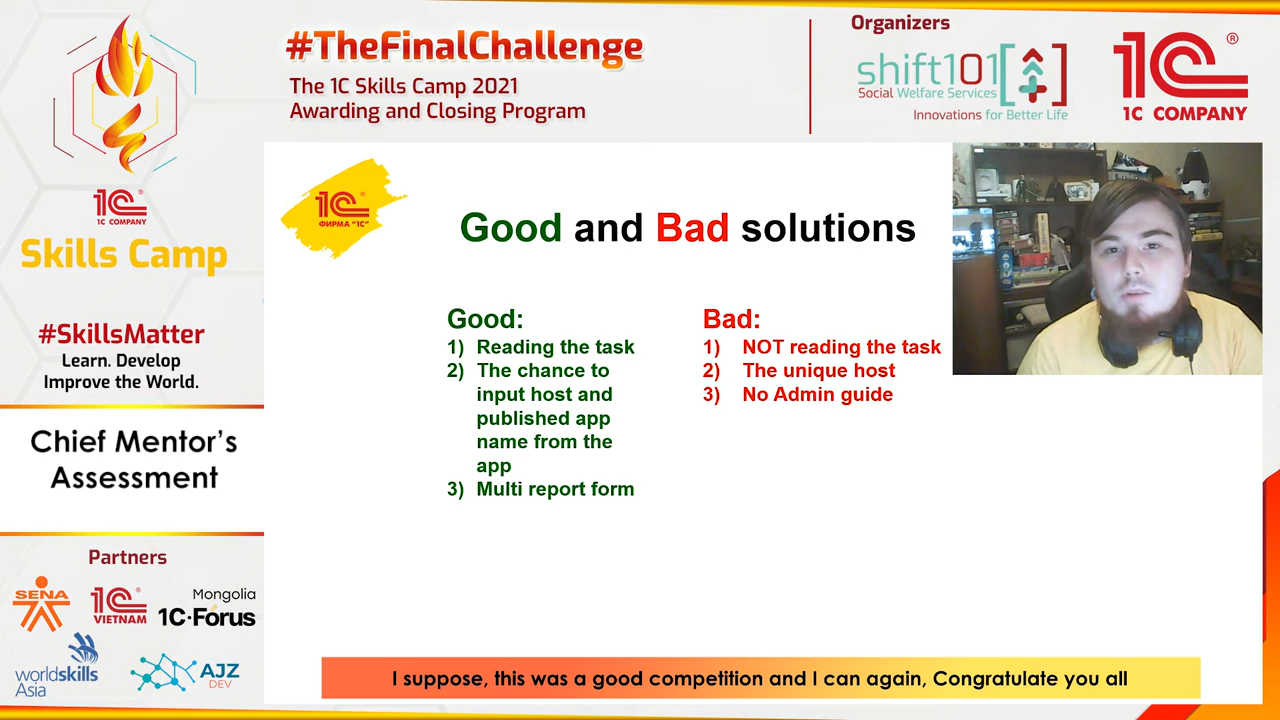 #TheFinalChallenge
The 1C Skills Camp 2021
Awarding and Closing Program
Organizers
shift101
Social Welfare Services
Innovations for Better Life
1C®
1C COMPANY
1C®
1C COMPANY
Skills Camp
#SkillsMatter
Learn. Develop
Improve the World.
Chief Mentor's
Assessment
Partners
SENA
1C®
VIETNAM
Mongolia
1C·Forus
worldskills
Asia
AJZ
DEV
1C®
ФИРМА "1С"
Good and Bad solutions
Good:
1) Reading the task
2) The chance to
input host and
published app
name from the
app
3) Multi report form
Bad:
1) NOT reading the task
2) The unique host
3) No Admin guide
I suppose, this was a good competition and I can again, Congratulate you all